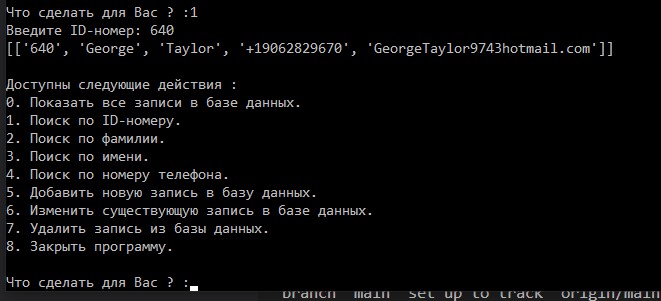 Что сделать для Вас ? :1
Введите ID-номер: 640
[['640', 'George', 'Taylor', '+19062829670', 'GeorgeTaylor9743hotmail.com']]
Доступны следующие действия :
0. Показать все записи в базе данных.
1. Поиск по ID-номеру.
2. Поиск по фамилии.
3. Поиск по имени.
4. Поиск по номеру телефона.
5. Добавить новую запись в базу данных.
6. Изменить существующую запись в базе данных.
7. Удалить запись из базы данных.
8. Закрыть программу.
Что сделать для Вас ? :
branch 'main' set up to track 'origin/main